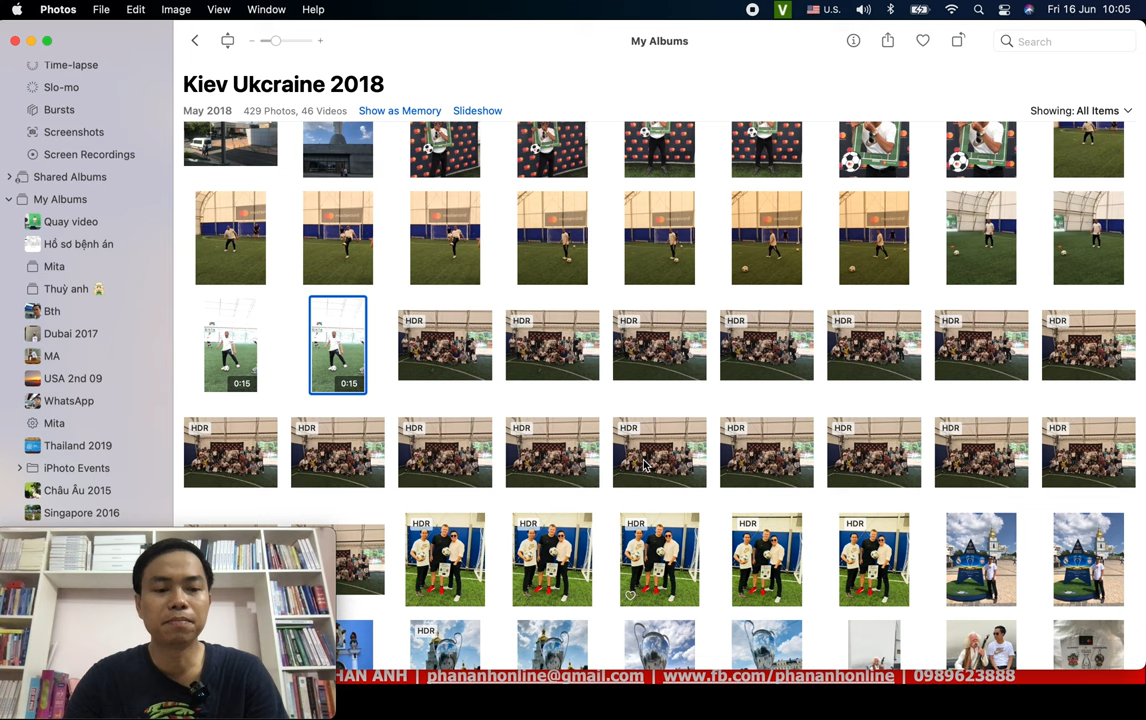 Photos File Edit Image View Window Help V U.S. Fri 16 Jun 10:05
My Albums
Search
Time-lapse
Slo-mo
Bursts
Screenshots
Screen Recordings
Shared Albums
My Albums
Quay video
Hồ sơ bệnh án
Mita
Thuỳ anh
Bth
Dubai 2017
MA
USA 2nd 09
WhatsApp
Mita
Thailand 2019
iPhoto Events
Châu Âu 2015
Singapore 2016
Kiev Ukcraine 2018
May 2018 429 Photos, 46 Videos Show as Memory Slideshow Showing: All Items
0:15 0:15
HDR HDR HDR HDR HDR HDR HDR
HDR HDR HDR HDR HDR HDR HDR HDR HDR
HDR HDR HDR HDR HDR
HDR
HAN ANH | phananhonline@gmail.com | www.fb.com/phananhonline | 0989623888